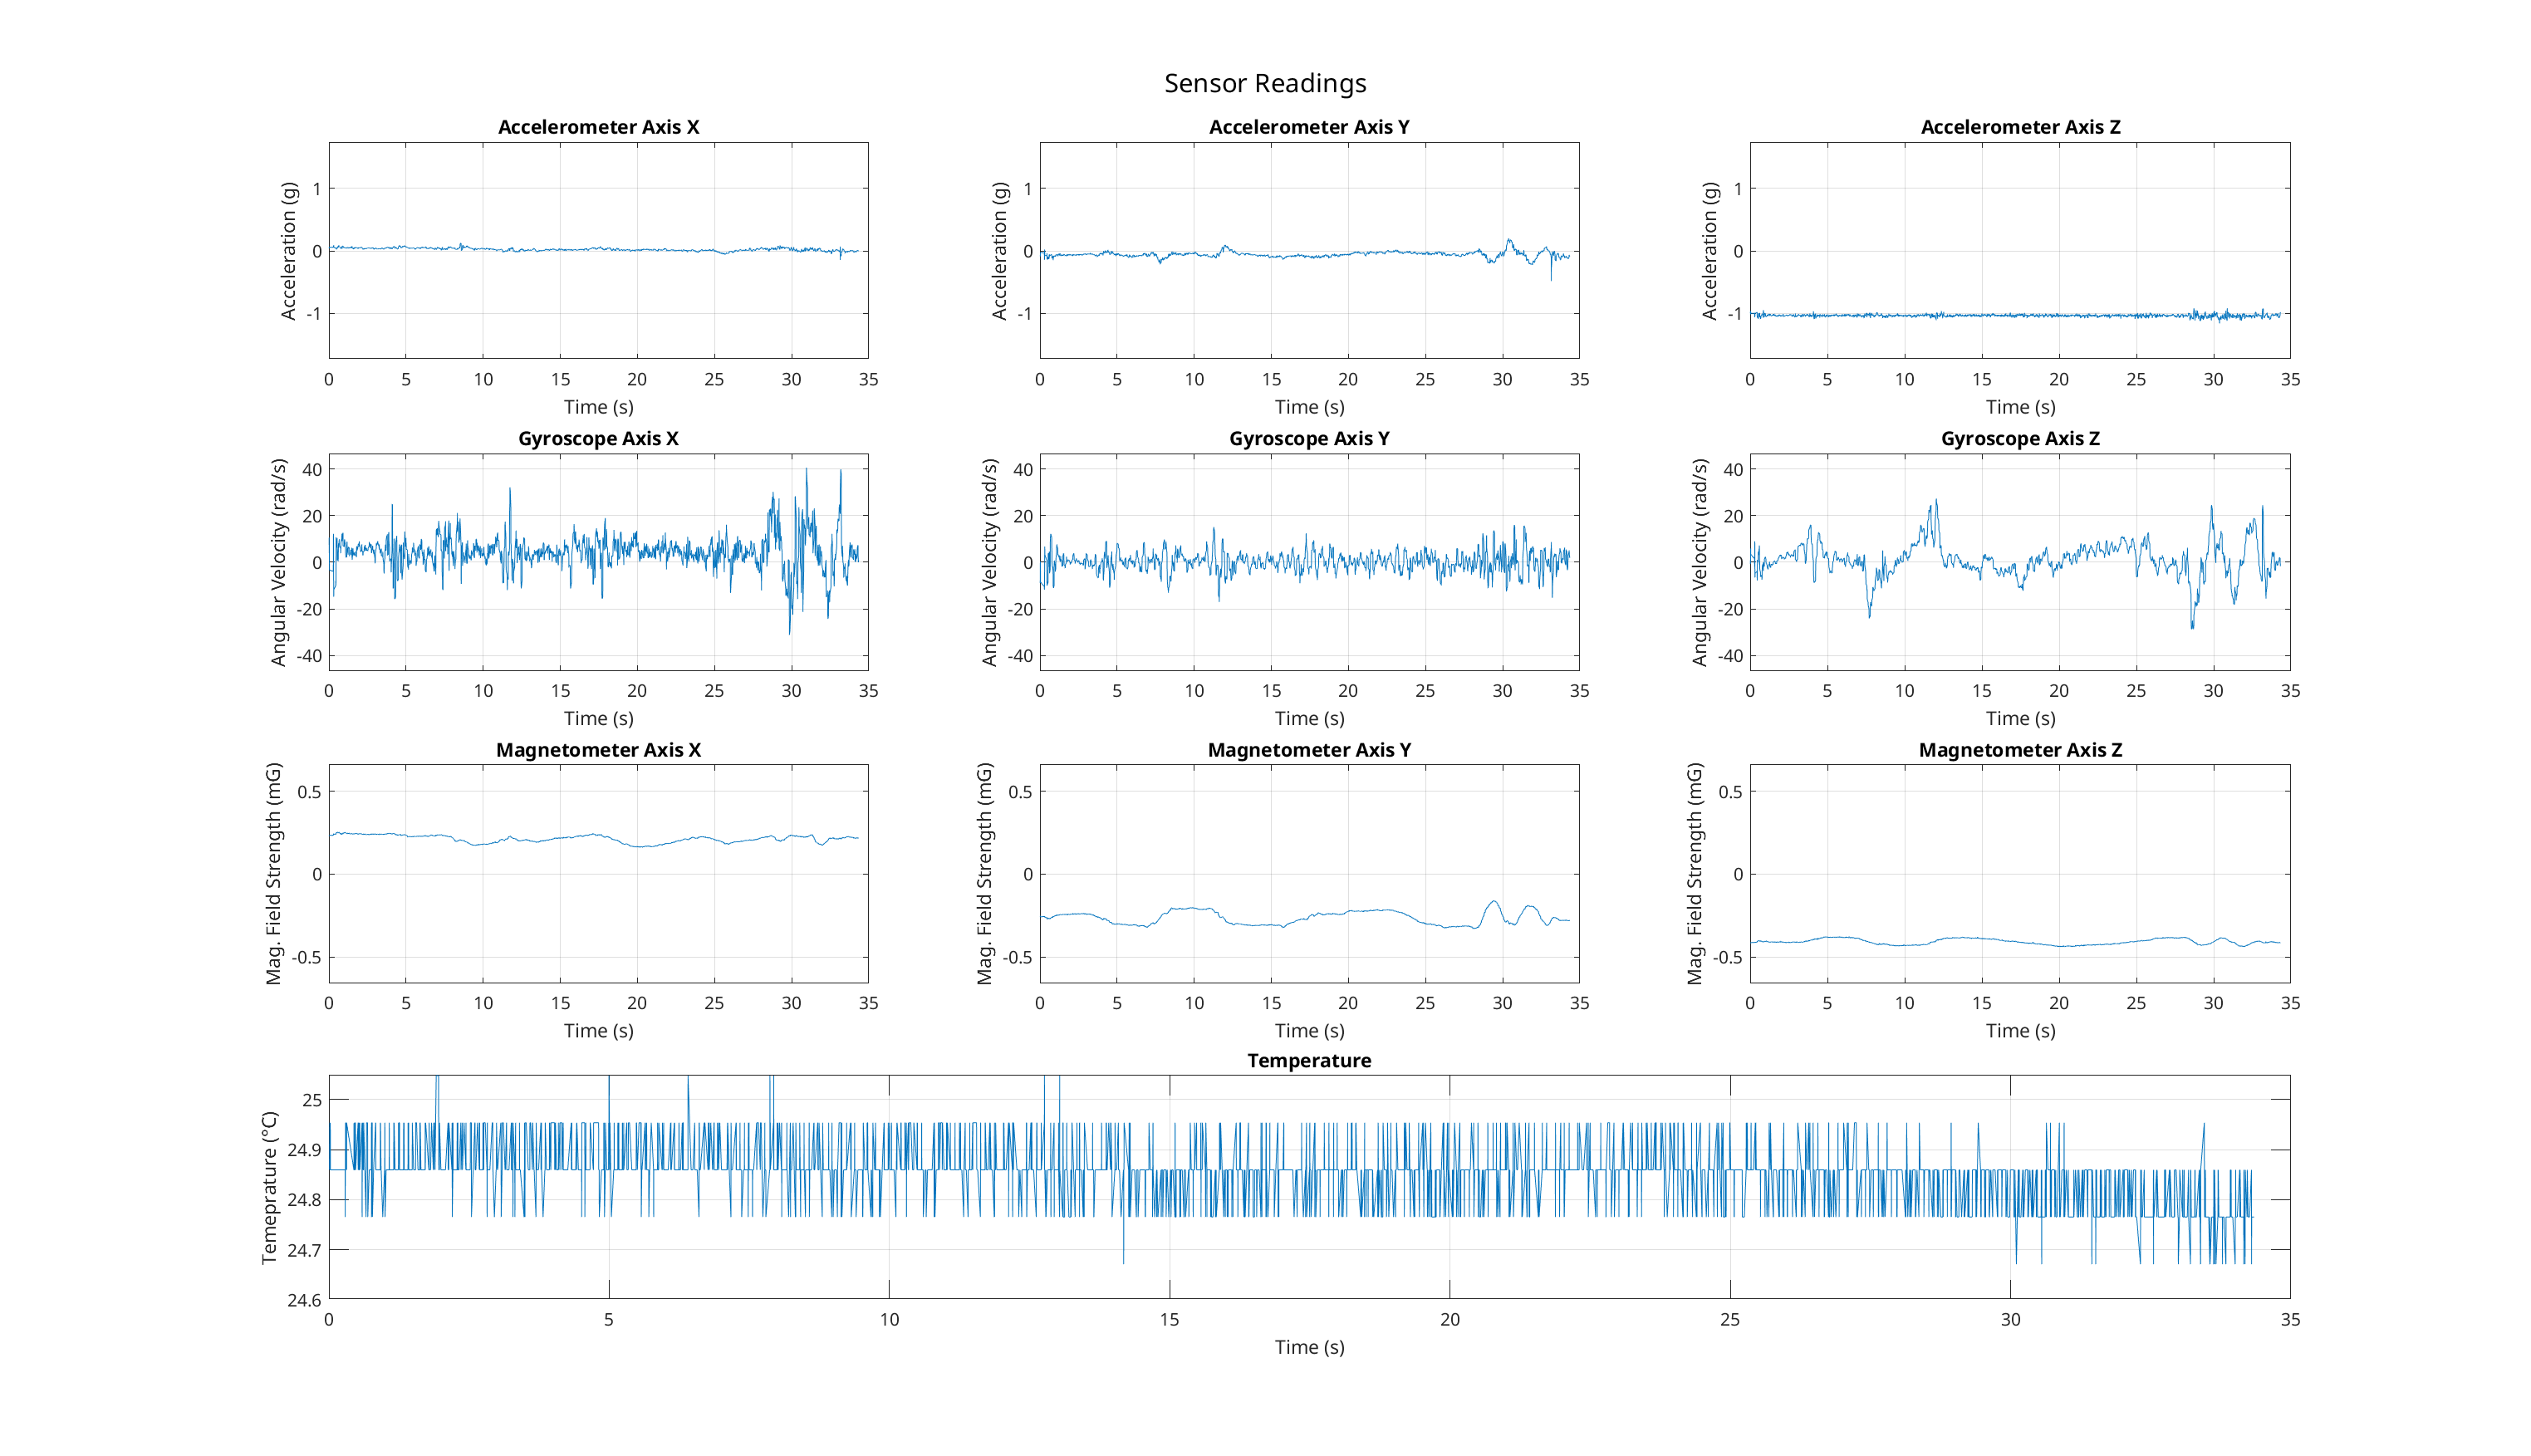 Sensor Readings
Accelerometer Axis X
Acceleration (g)
1
0
-1
0 5 10 15 20 25 30 35
Time (s)
Accelerometer Axis Y
Acceleration (g)
1
0
-1
0 5 10 15 20 25 30 35
Time (s)
Accelerometer Axis Z
Acceleration (g)
1
0
-1
0 5 10 15 20 25 30 35
Time (s)
Gyroscope Axis X
Angular Velocity (rad/s)
40
20
0
-20
-40
0 5 10 15 20 25 30 35
Time (s)
Gyroscope Axis Y
Angular Velocity (rad/s)
40
20
0
-20
-40
0 5 10 15 20 25 30 35
Time (s)
Gyroscope Axis Z
Angular Velocity (rad/s)
40
20
0
-20
-40
0 5 10 15 20 25 30 35
Time (s)
Magnetometer Axis X
Mag. Field Strength (mG)
0.5
0
-0.5
0 5 10 15 20 25 30 35
Time (s)
Magnetometer Axis Y
Mag. Field Strength (mG)
0.5
0
-0.5
0 5 10 15 20 25 30 35
Time (s)
Magnetometer Axis Z
Mag. Field Strength (mG)
0.5
0
-0.5
0 5 10 15 20 25 30 35
Time (s)
Temperature
Temeprature (°C)
25
24.9
24.8
24.7
24.6
0 5 10 15 20 25 30 35
Time (s)